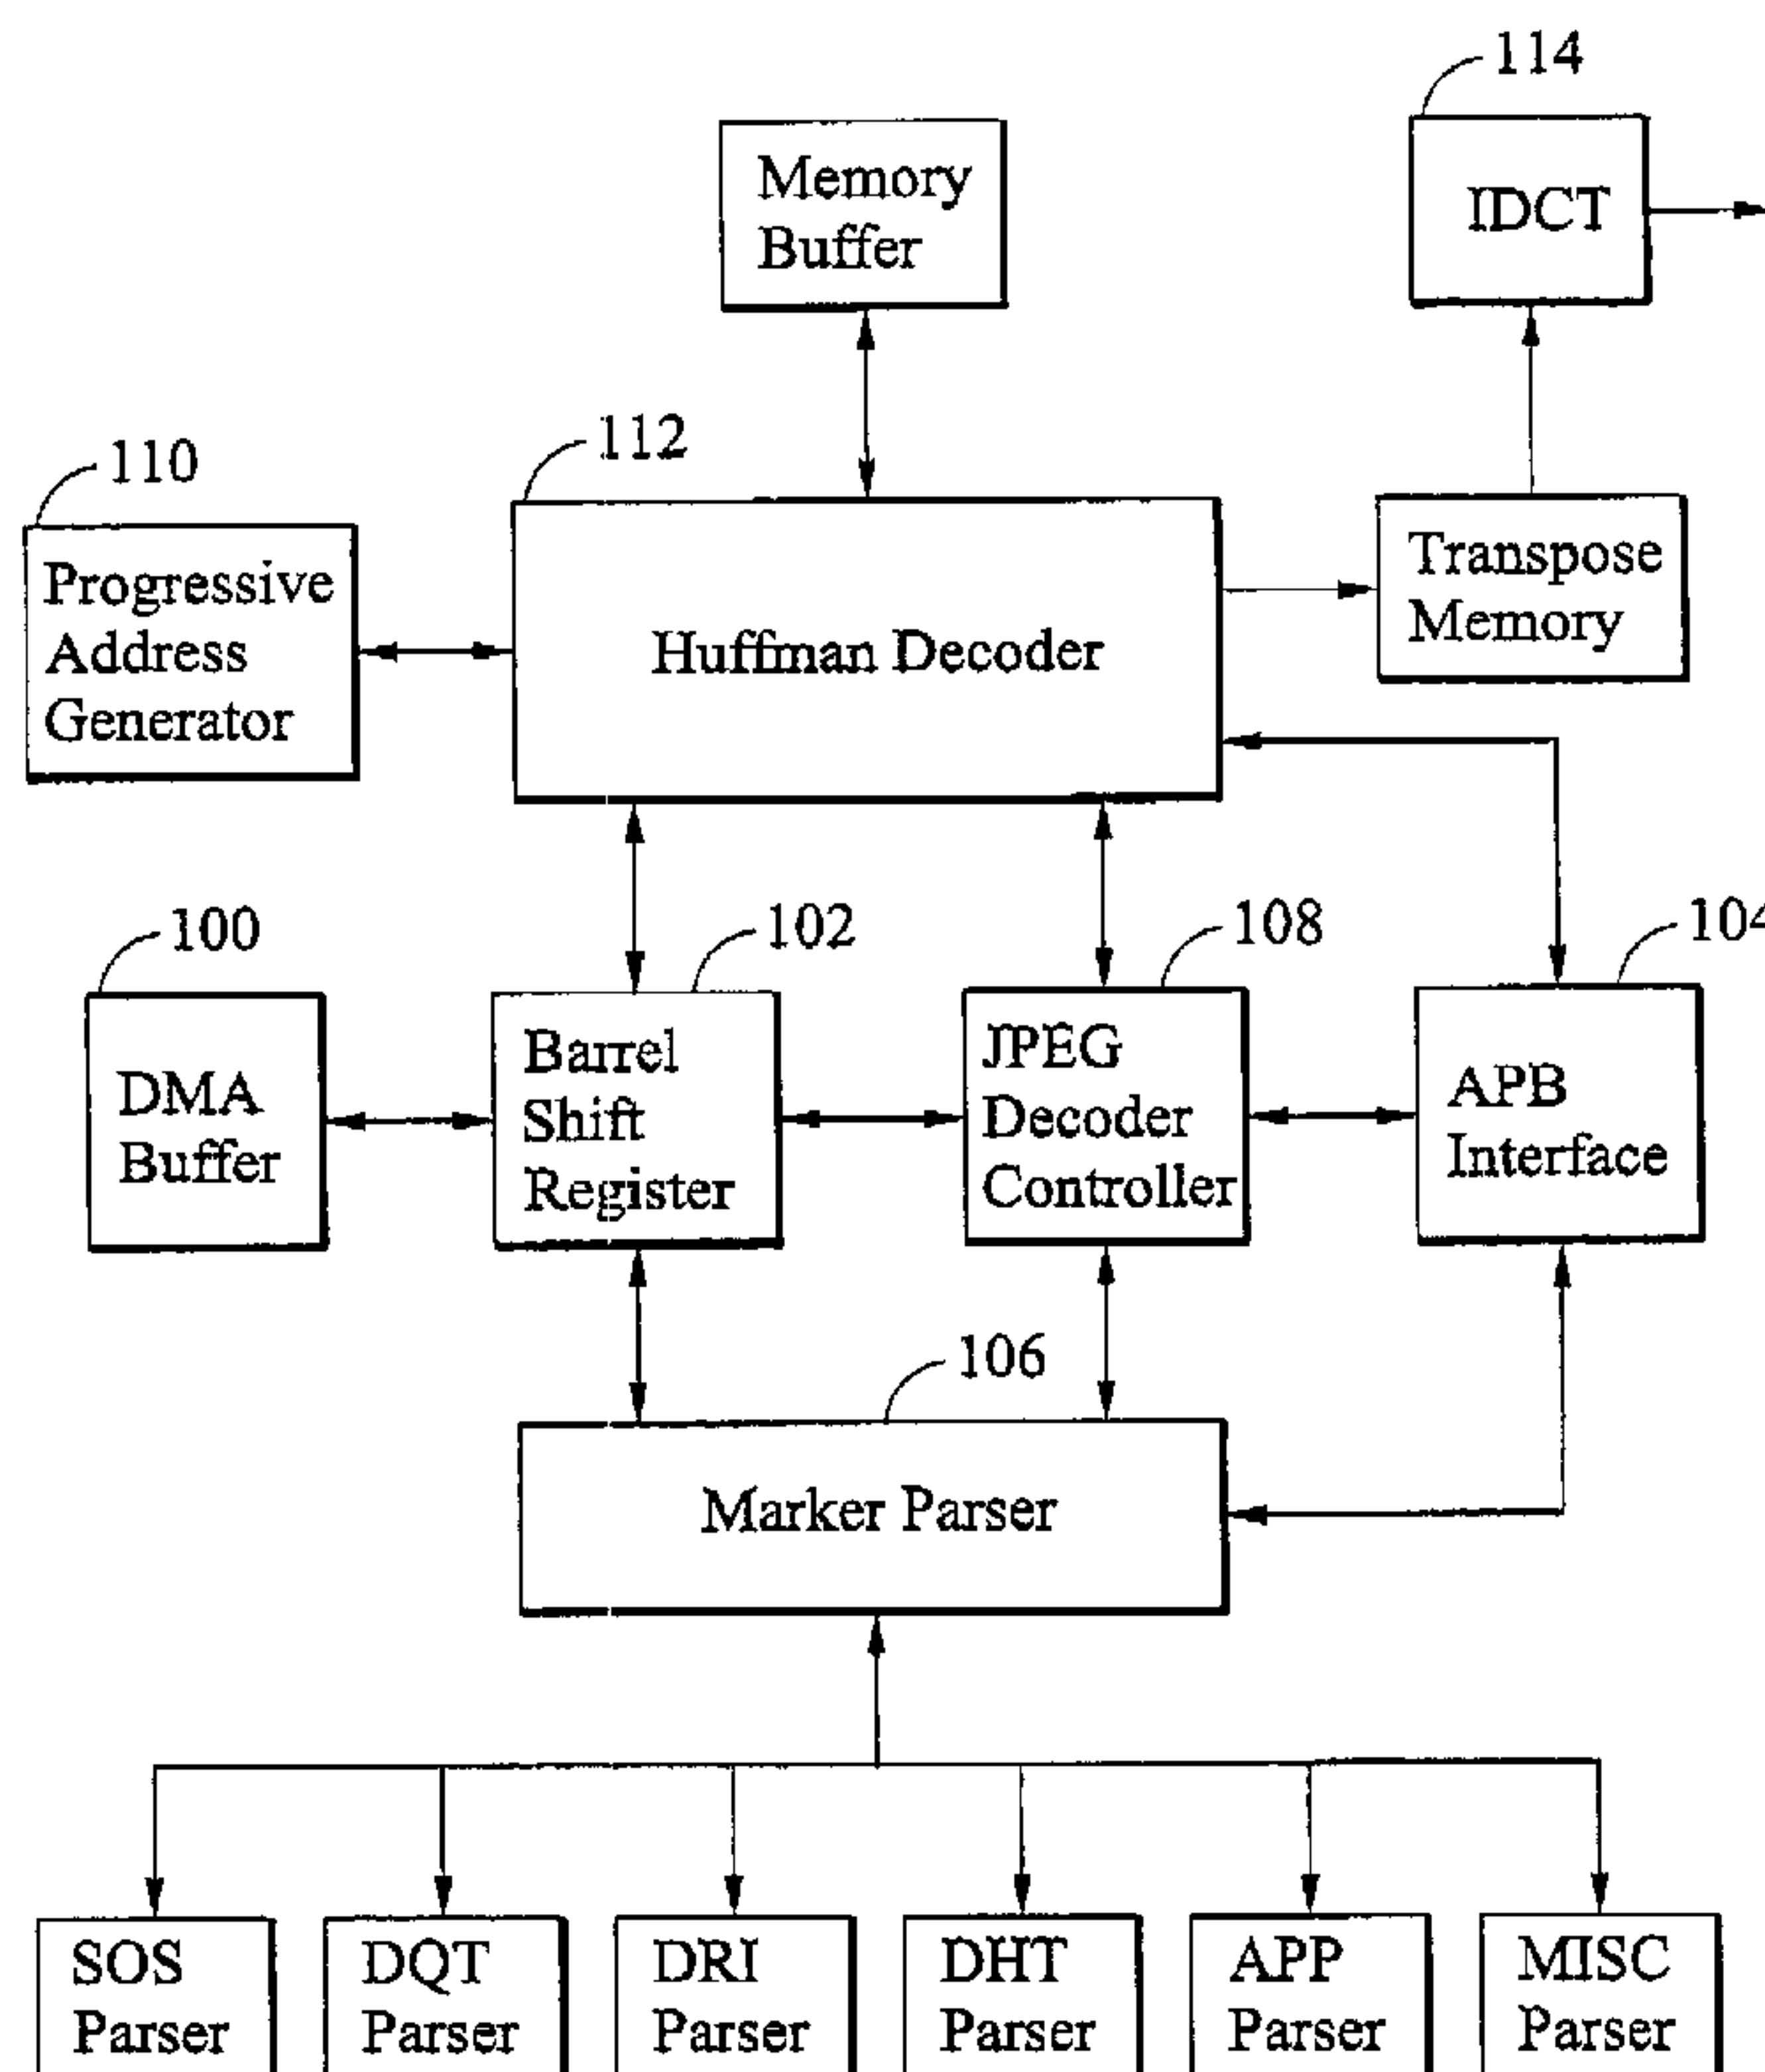 114
Memory
Buffer
IDCT
110
112
Progressive
Address
Generator
Huffman Decoder
Transpose
Memory
100
102
108
104
DMA
Buffer
Barrel
Shift
Register
JPEG
Decoder
Controller
APB
Interface
106
Marker Parser
SOS
Parser
DQT
Parser
DRI
Parser
DHT
Parser
APP
Parser
MISC
Parser